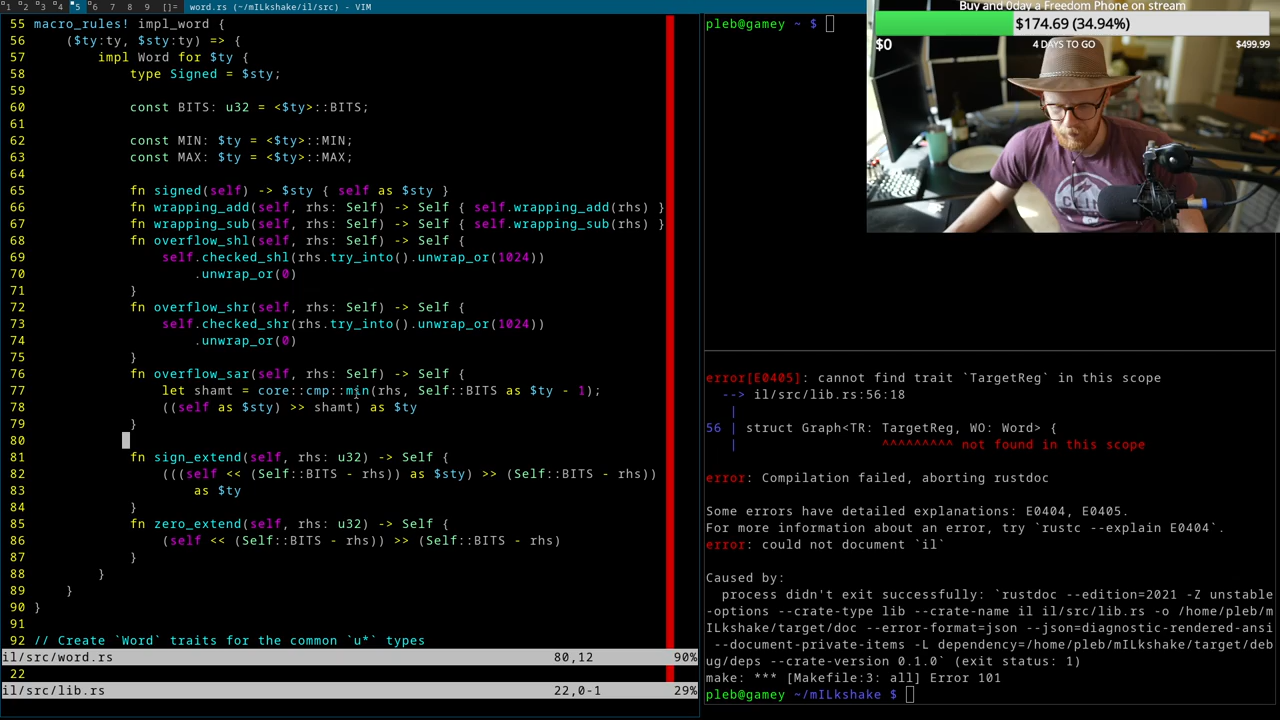 1 2 3 4 5 6 7 8 9 []= word.rs (~/mILkshake/il/src) - VIM
55 macro_rules! impl_word {
56     ($ty:ty, $sty:ty) => {
57         impl Word for $ty {
58             type Signed = $sty;
59
60             const BITS: u32 = <$ty>::BITS;
61
62             const MIN: $ty = <$ty>::MIN;
63             const MAX: $ty = <$ty>::MAX;
64
65             fn signed(self) -> $sty { self as $sty }
66             fn wrapping_add(self, rhs: Self) -> Self { self.wrapping_add(rhs) }
67             fn wrapping_sub(self, rhs: Self) -> Self { self.wrapping_sub(rhs) }
68             fn overflow_shl(self, rhs: Self) -> Self {
69                 self.checked_shl(rhs.try_into().unwrap_or(1024))
70                     .unwrap_or(0)
71             }
72             fn overflow_shr(self, rhs: Self) -> Self {
73                 self.checked_shr(rhs.try_into().unwrap_or(1024))
74                     .unwrap_or(0)
75             }
76             fn overflow_sar(self, rhs: Self) -> Self {
77                 let shamt = core::cmp::min(rhs, Self::BITS as $ty - 1);
78                 ((self as $sty) >> shamt) as $ty
79             }
80
81             fn sign_extend(self, rhs: u32) -> Self {
82                 (((self << (Self::BITS - rhs)) as $sty) >> (Self::BITS - rhs))
83                     as $ty
84             }
85             fn zero_extend(self, rhs: u32) -> Self {
86                 (self << (Self::BITS - rhs)) >> (Self::BITS - rhs)
87             }
88         }
89     }
90 }
91
92 // Create `Word` traits for the common `u*` types
il/src/word.rs 80,12 90%
22
il/src/lib.rs 22,0-1 29%
pleb@gamey ~ $
Buy and 0day a Freedom Phone on stream
$174.69 (34.94%)
$0 4 DAYS TO GO $499.99
error[E0405]: cannot find trait `TargetReg` in this scope
  --> il/src/lib.rs:56:18
   |
56 | struct Graph<TR: TargetReg, WO: Word> {
   |                  ^^^^^^^^^ not found in this scope
error: Compilation failed, aborting rustdoc
Some errors have detailed explanations: E0404, E0405.
For more information about an error, try `rustc --explain E0404`.
error: could not document `il`
Caused by:
  process didn't exit successfully: `rustdoc --edition=2021 -Z unstable
-options --crate-type lib --crate-name il il/src/lib.rs -o /home/pleb/m
ILkshake/target/doc --error-format=json --json=diagnostic-rendered-ansi
 --document-private-items -L dependency=/home/pleb/mILkshake/target/deb
ug/deps --crate-version 0.1.0` (exit status: 1)
make: *** [Makefile:3: all] Error 101
pleb@gamey ~/mILkshake $